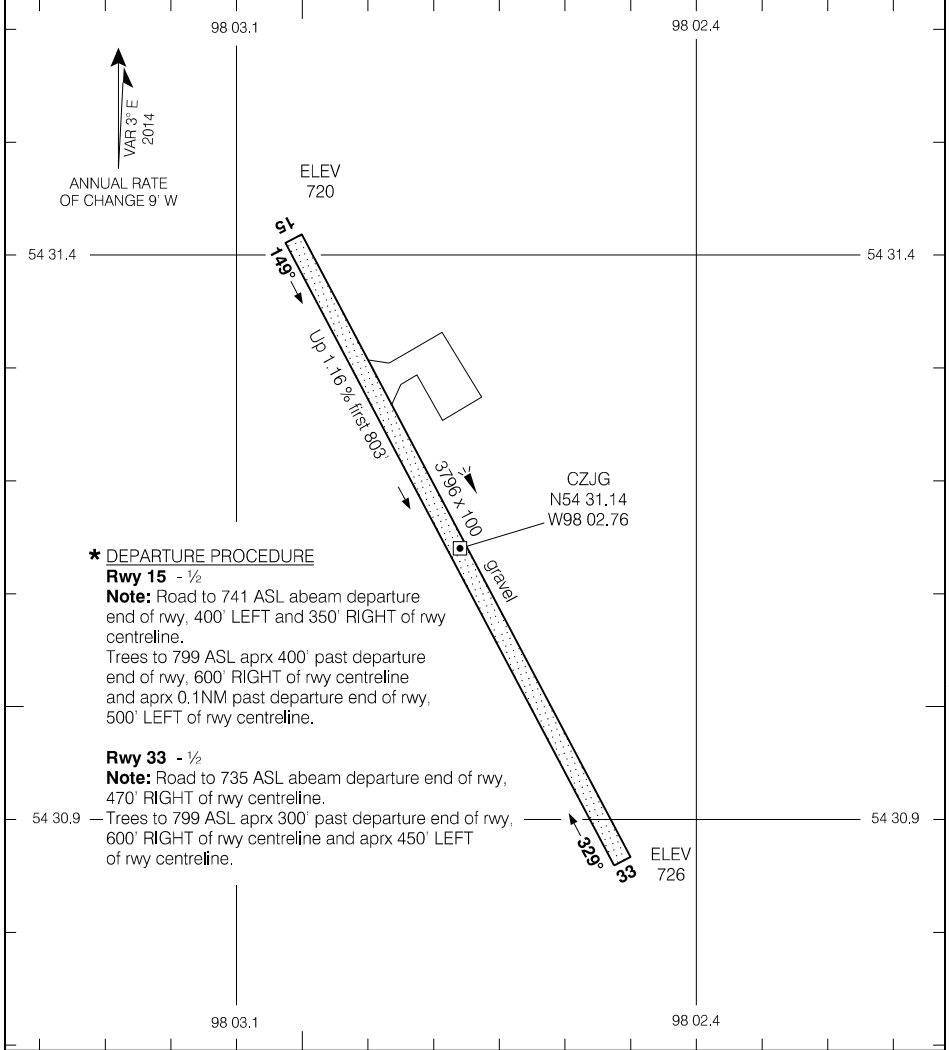 98 03.1
98 02.4
VAR 3° E
2014
ANNUAL RATE
OF CHANGE 9' W
ELEV
720
15
54 31.4
54 31.4
149°
Up 1.16 % first 803'
3796 x 100
gravel
CZJG
N54 31.14
W98 02.76
* DEPARTURE PROCEDURE
Rwy 15 - ½
Note: Road to 741 ASL abeam departure
end of rwy, 400' LEFT and 350' RIGHT of rwy
centreline.
Trees to 799 ASL aprx 400' past departure
end of rwy, 600' RIGHT of rwy centreline
and aprx 0.1NM past departure end of rwy,
500' LEFT of rwy centreline.
Rwy 33 - ½
Note: Road to 735 ASL abeam departure end of rwy,
470' RIGHT of rwy centreline.
Trees to 799 ASL aprx 300' past departure end of rwy,
600' RIGHT of rwy centreline and aprx 450' LEFT
of rwy centreline.
54 30.9
54 30.9
329°
33
ELEV
726
98 03.1
98 02.4